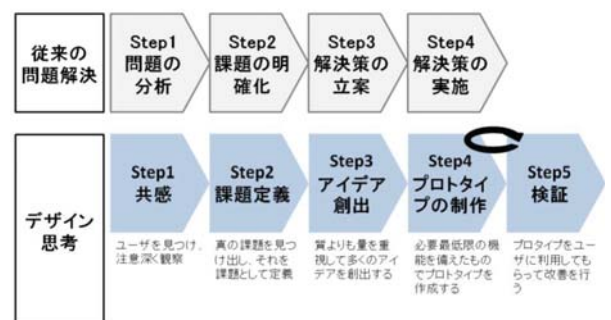 従来の
問題解決
Step1
問題の
分析
Step2
課題の明
確化
Step3
解決策の
立案
Step4
解決策の
実施
デザイン
思考
Step1
共感
Step2
課題定義
Step3
アイデア
創出
Step4
プロトタイ
プの制作
Step5
検証
ユーザを見つけ、
注意深く観察
真の課題を見つ
け出し、それを
課題として定義
質よりも量を重
視して多くのアイ
デアを創出する
必要最低限の機
能を備えたもの
でプロトタイプを
作成する
プロタイプをユー
ザに利用しても
らって改善を行
う